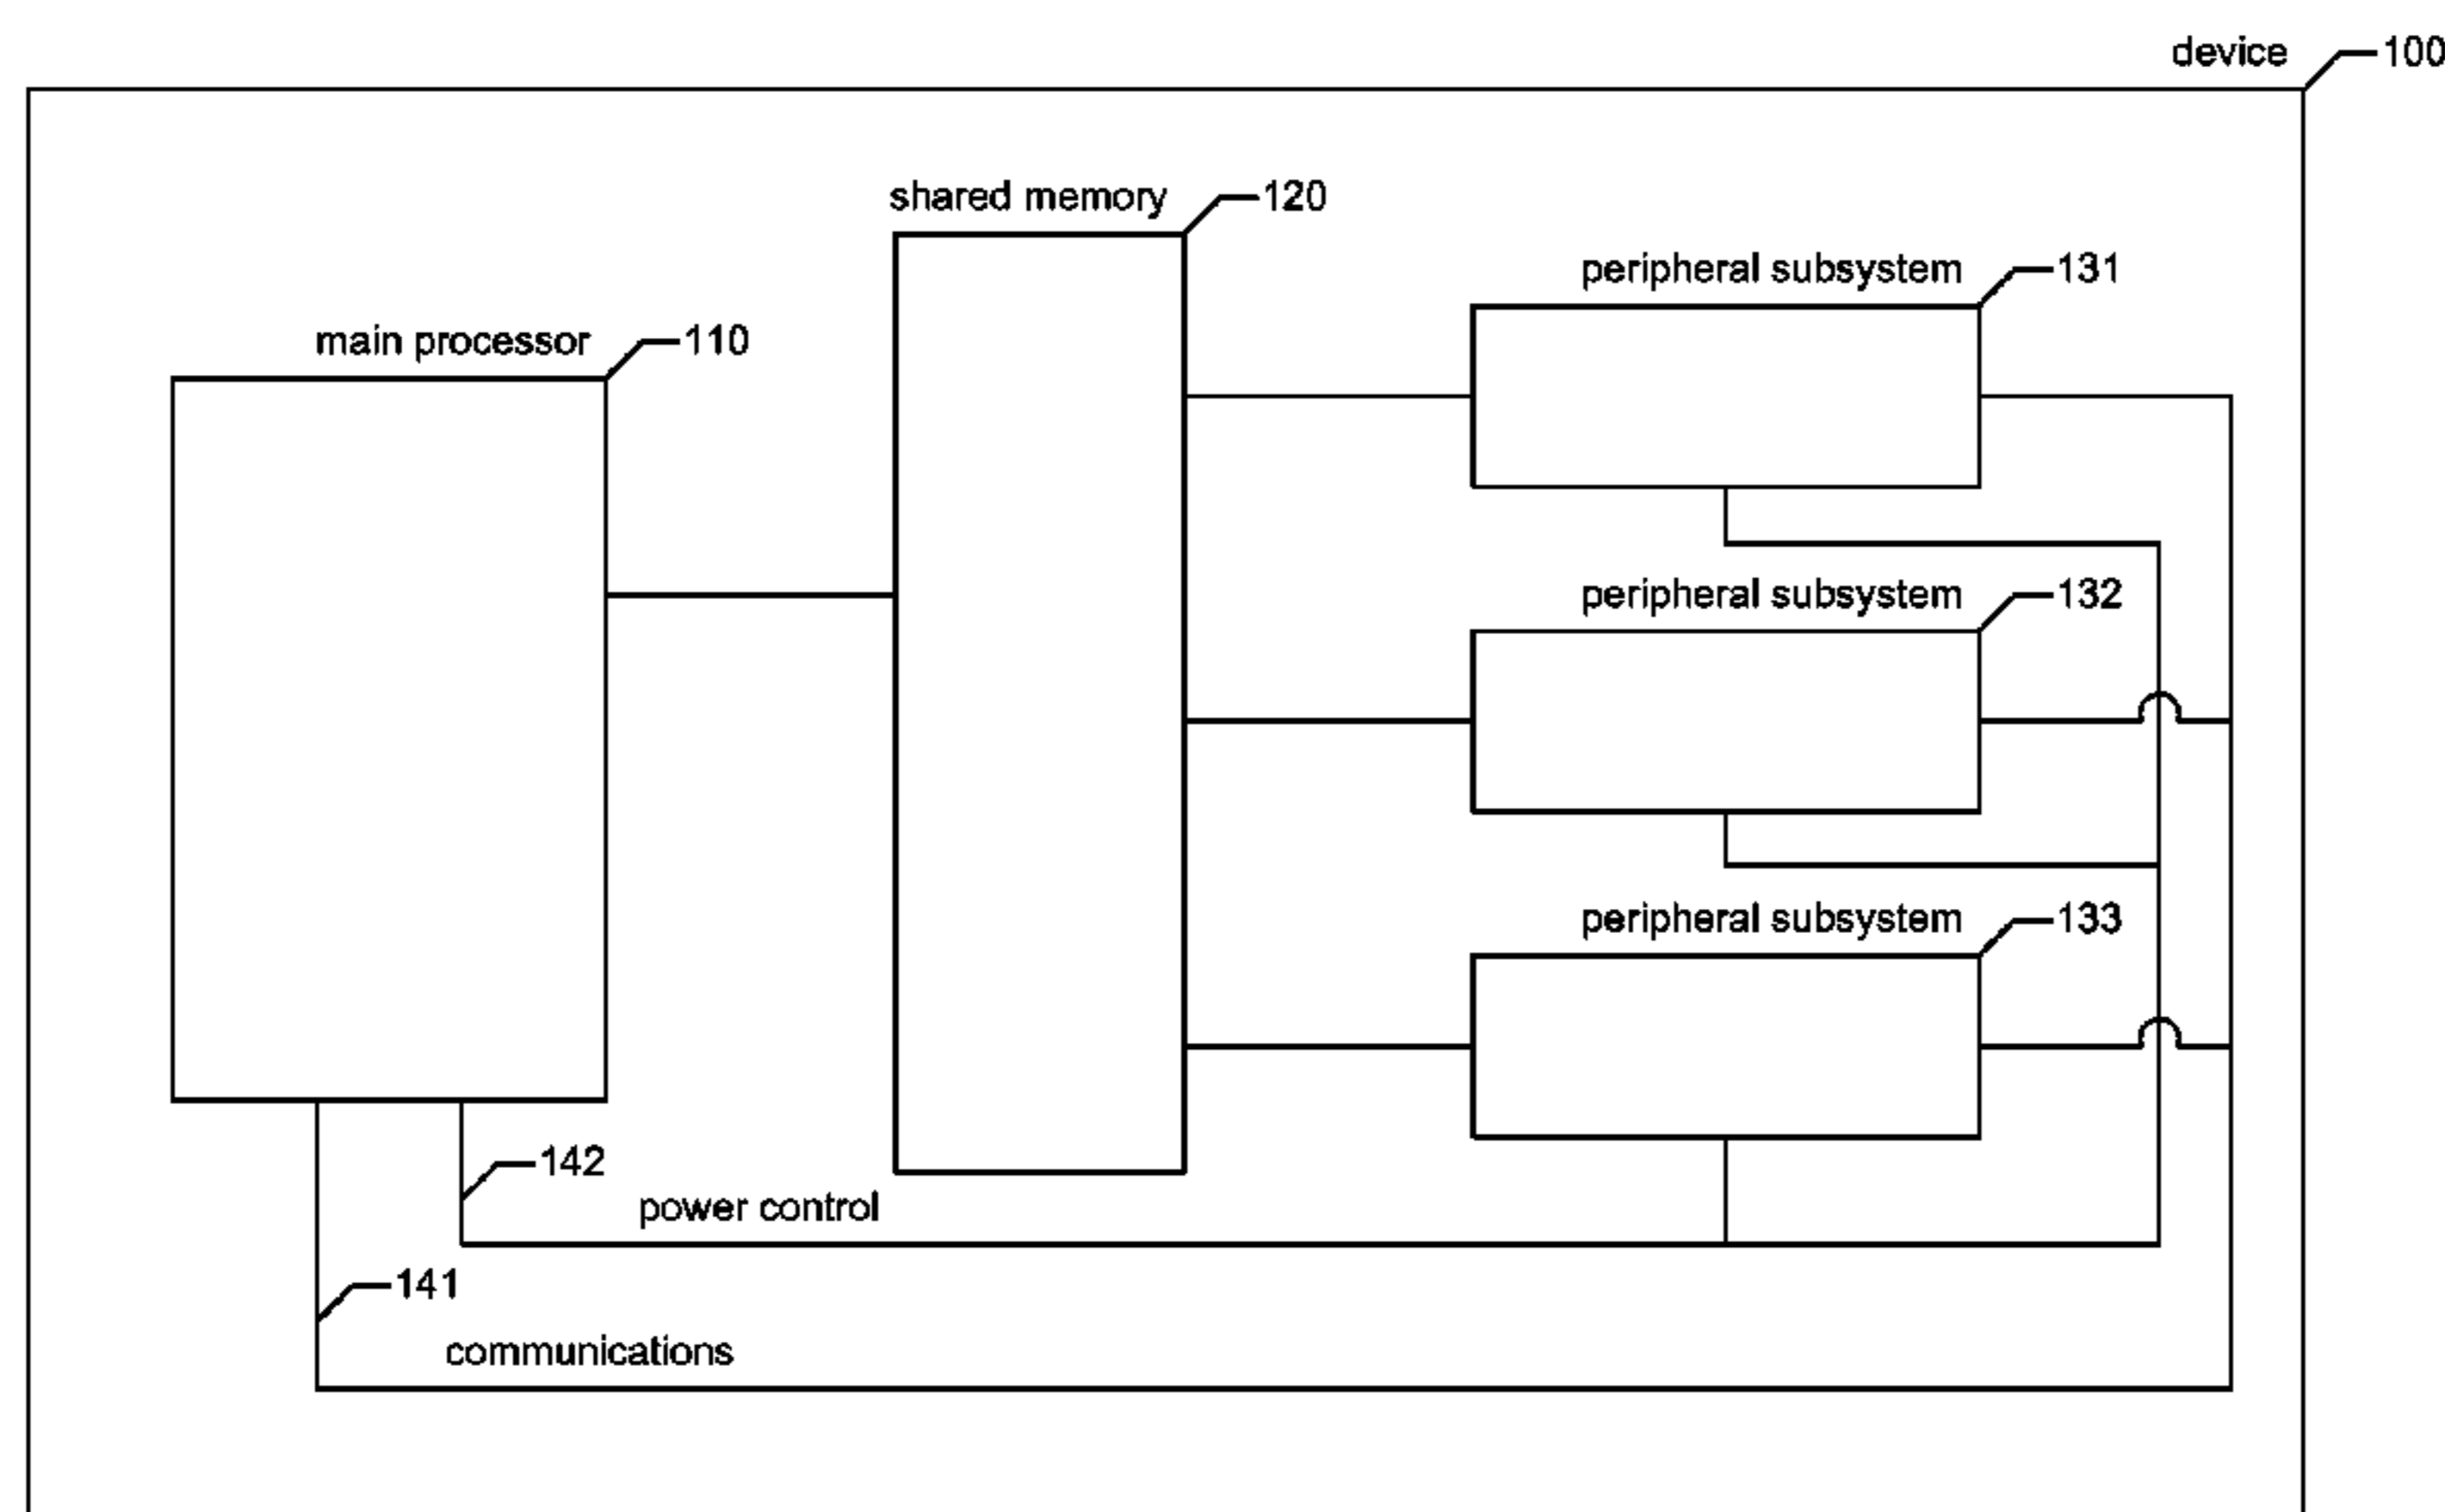 device 100
shared memory 120
peripheral subsystem 131
main processor 110
peripheral subsystem 132
peripheral subsystem 133
142
power control
141
communications